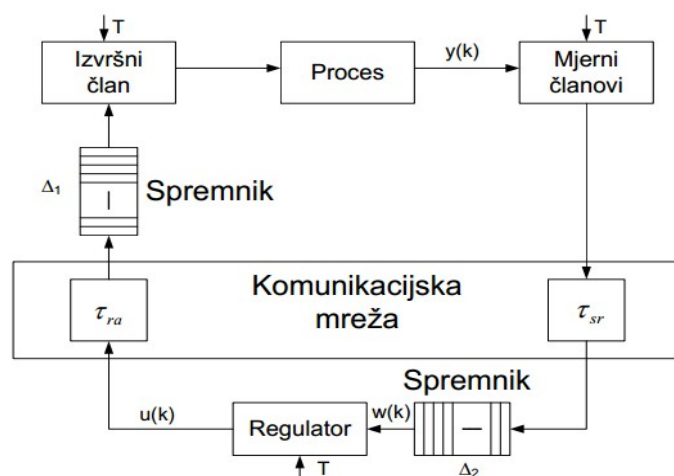 T
T
Izvršni
član
Proces
y(k)
Mjerni
članovi
Δ1
Spremnik
Komunikacijska
mreža
τra
τsr
Spremnik
u(k)
Regulator
w(k)
T
Δ2